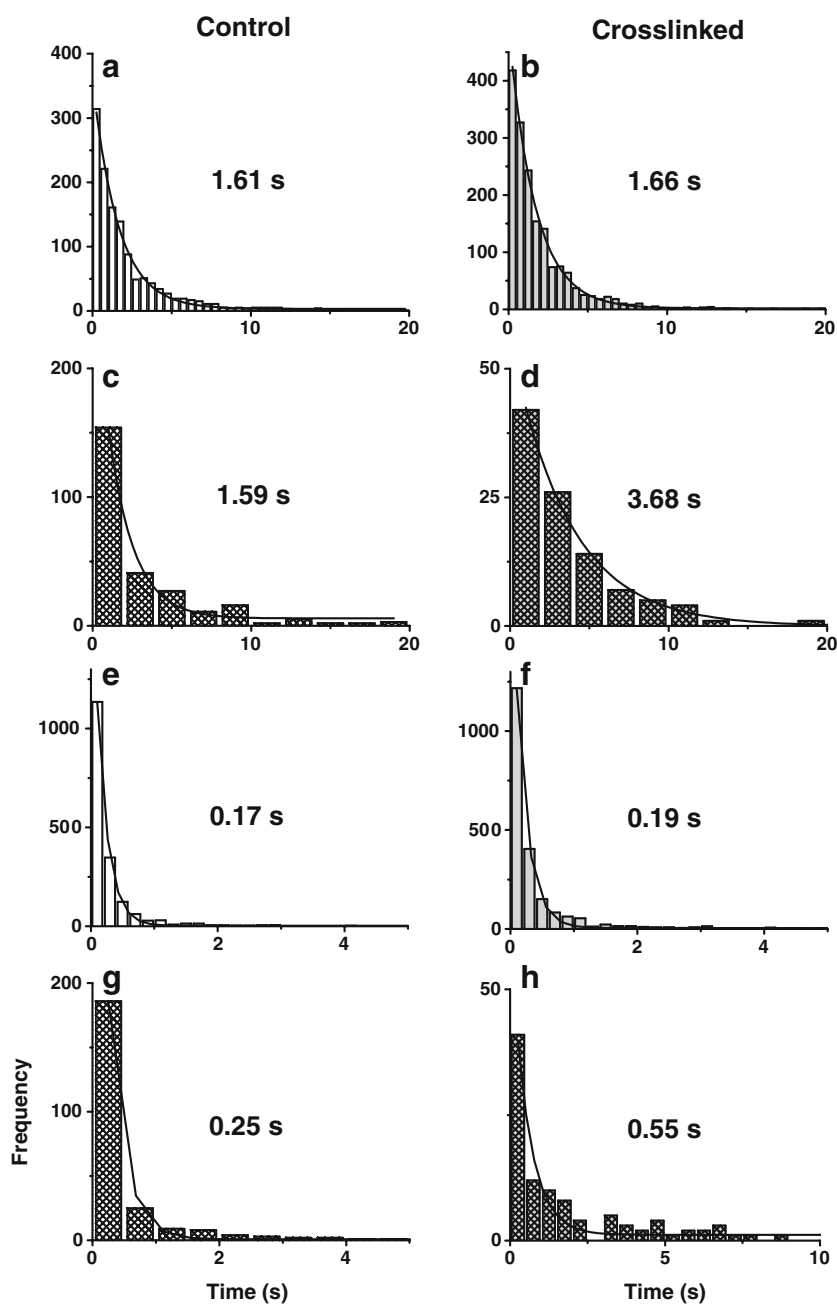 Control
Crosslinked
a
400
300
200
100
0
0
10
20
1.61 s
b
400
300
200
100
0
0
10
20
1.66 s
c
200
100
0
0
10
20
1.59 s
d
50
25
0
0
10
20
3.68 s
e
1000
500
0
0
2
4
0.17 s
f
1000
500
0
0
2
4
0.19 s
g
200
100
0
0
2
4
0.25 s
h
50
25
0
0
5
10
0.55 s
Frequency
Time (s)
Time (s)